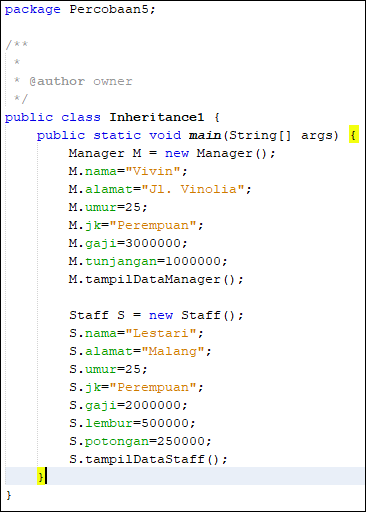 package Percobaan5;
/**
 *
 * @author owner
 */
public class Inheritance1 {
    public static void main(String[] args) {
        Manager M = new Manager();
        M.nama="Vivin";
        M.alamat="Jl. Vinolia";
        M.umur=25;
        M.jk="Perempuan";
        M.gaji=3000000;
        M.tunjangan=1000000;
        M.tampilDataManager();
        Staff S = new Staff();
        S.nama="Lestari";
        S.alamat="Malang";
        S.umur=25;
        S.jk="Perempuan";
        S.gaji=2000000;
        S.lembur=500000;
        S.potongan=250000;
        S.tampilDataStaff();
    }
}